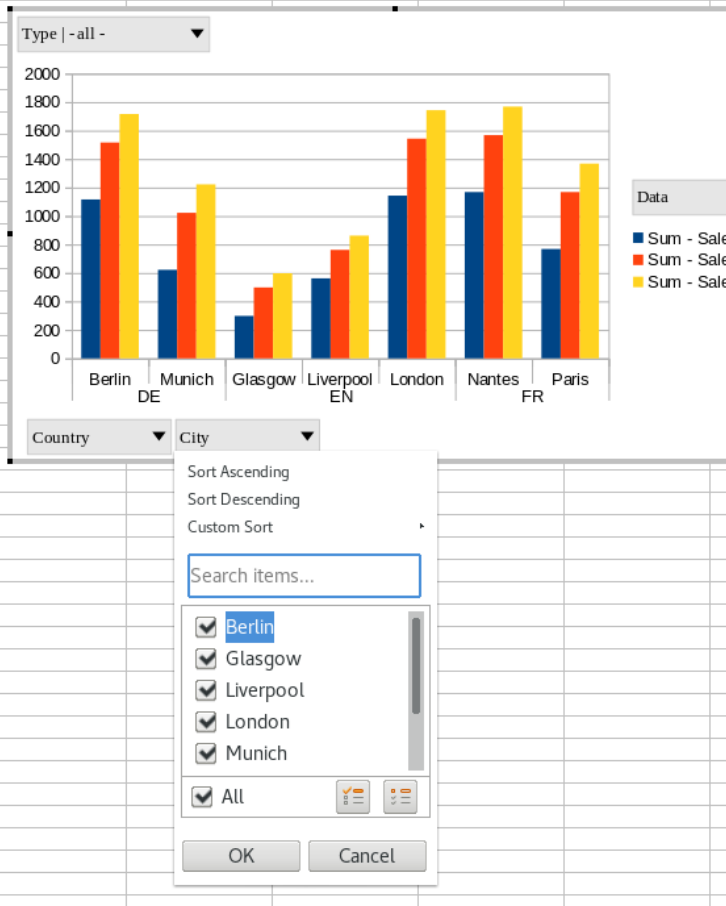 Type | - all -
2000
1800
1600
1400
1200
1000
800
600
400
200
0
Berlin Munich Glasgow Liverpool London Nantes Paris
DE EN FR
Data
Sum - Sale
Sum - Sale
Sum - Sale
Country City
Sort Ascending
Sort Descending
Custom Sort
Search items...
Berlin
Glasgow
Liverpool
London
Munich
All
OK Cancel